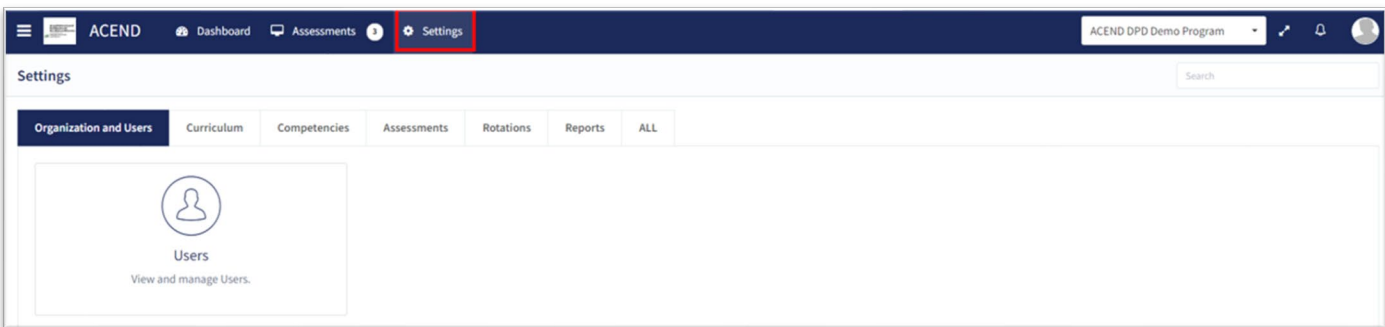 ACEND Dashboard Assessments 3 Settings ACEND DPD Demo Program
Settings Search
Organization and Users Curriculum Competencies Assessments Rotations Reports ALL
Users
View and manage Users.